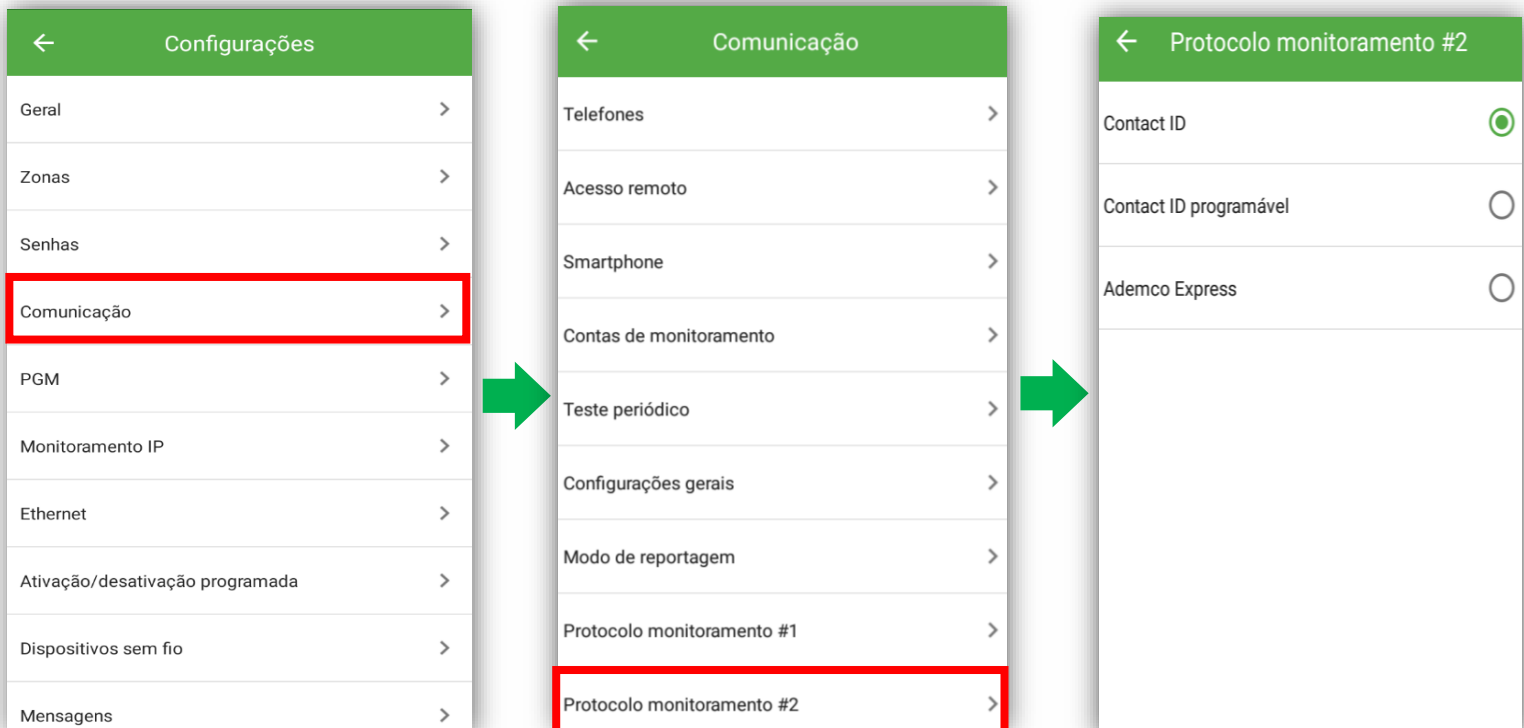 Configurações
Geral
Zonas
Senhas
Comunicação
PGM
Monitoramento IP
Ethernet
Ativação/desativação programada
Dispositivos sem fio
Mensagens
Comunicação
Telefones
Acesso remoto
Smartphone
Contas de monitoramento
Teste periódico
Configurações gerais
Modo de reportagem
Protocolo monitoramento #1
Protocolo monitoramento #2
Protocolo monitoramento #2
Contact ID
Contact ID programável
Ademco Express